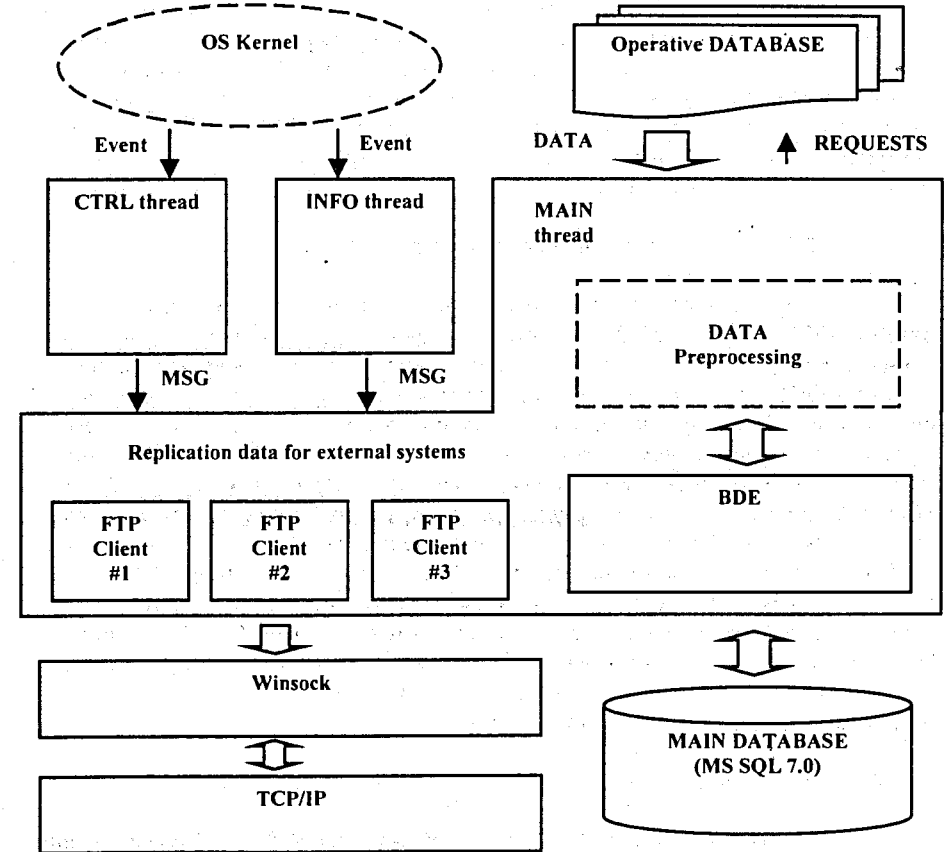 OS Kernel
Operative DATABASE
Event
Event
DATA
REQUESTS
CTRL thread
INFO thread
MAIN
thread
DATA
Preprocessing
MSG
MSG
Replication data for external systems
BDE
FTP
Client
#1
FTP
Client
#2
FTP
Client
#3
Winsock
MAIN DATABASE
(MS SQL 7.0)
TCP/IP